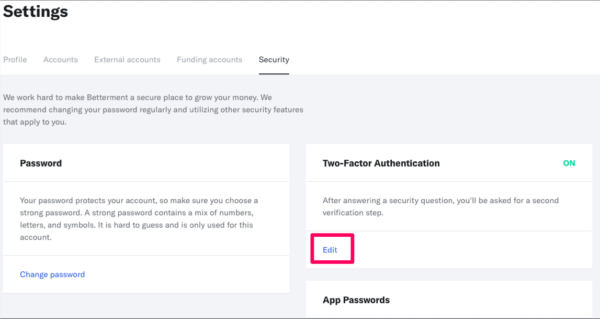 Settings
Profile Accounts External accounts Funding accounts Security
We work hard to make Betterment a secure place to grow your money. We
recommend changing your password regularly and utilizing other security features
that apply to you.
Password
Your password protects your account, so make sure you choose a
strong password. A strong password contains a mix of numbers,
letters, and symbols. It is hard to guess and is only used for this
account.
Change password
Two-Factor Authentication ON
After answering a security question, you'll be asked for a second
verification step.
Edit
App Passwords